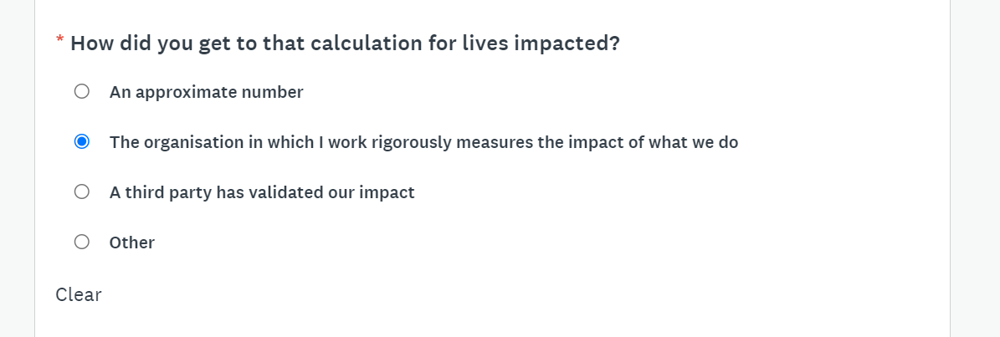 * How did you get to that calculation for lives impacted?
An approximate number
The organisation in which I work rigorously measures the impact of what we do
A third party has validated our impact
Other
Clear